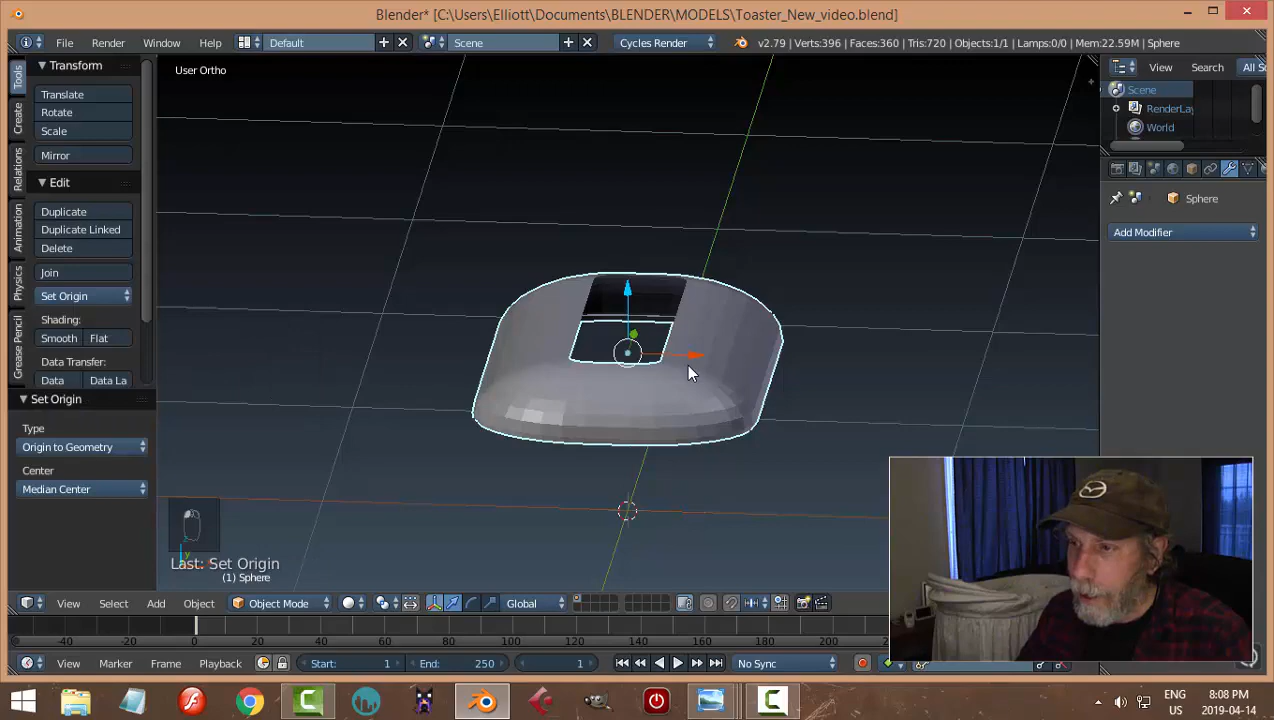 Blender* [C:\Users\Elliott\Documents\BLENDER\MODELS\Toaster_New_video.blend]
File Render Window Help Default Scene Cycles Render v2.79 | Verts:396 | Faces:360 | Tris:720 | Objects:1/1 | Lamps:0/0 | Mem:22.59M | Sphere
Tools
Create
Relations
Animation
Physics
Grease Pencil
Transform
Translate
Rotate
Scale
Mirror
Edit
Duplicate
Duplicate Linked
Delete
Join
Set Origin
Shading:
Smooth Flat
Data Transfer:
Data Data La
Set Origin
Type
Origin to Geometry
Center
Median Center
User Ortho
Last: Set Origin
(1) Sphere
View Search All S
Scene
RenderLay
World
Sphere
Add Modifier
View Select Add Object Object Mode Global
-40 -20 0 20 40 60 80 100 120 140 160 180 200
View Marker Frame Playback Start: 1 End: 250 1 No Sync
ENG 8:08 PM
US 2019-04-14